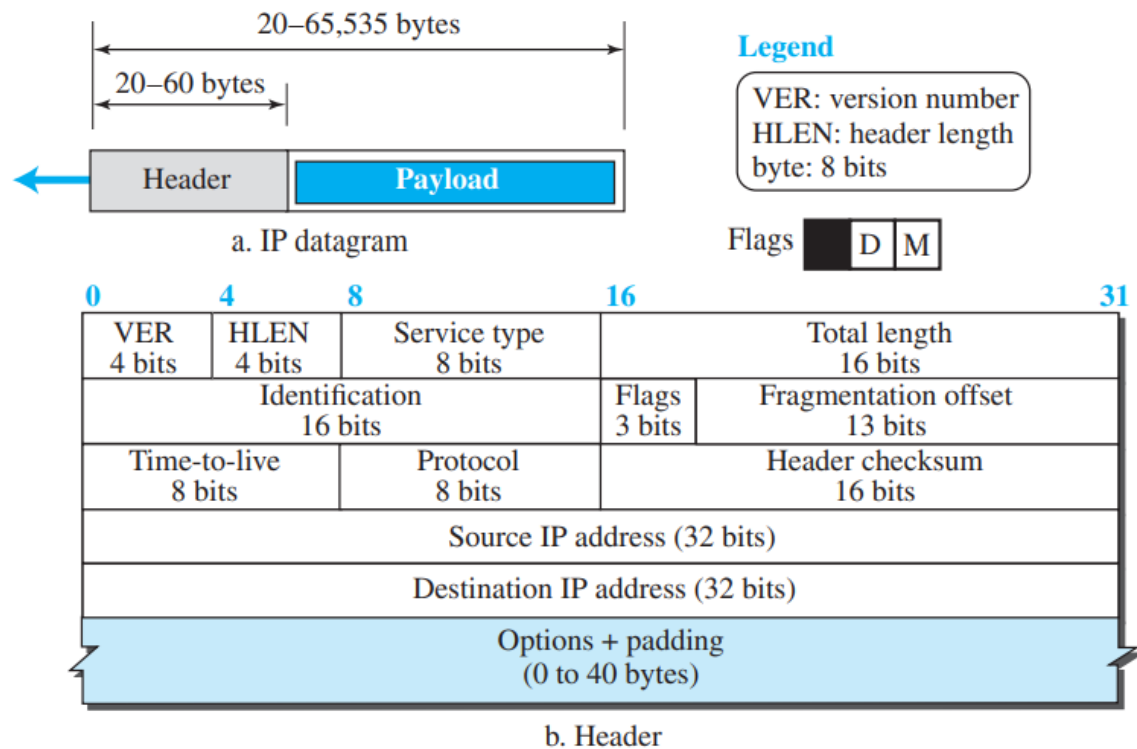 20–65,535 bytes
20–60 bytes
Header
Payload
a. IP datagram
Legend
VER: version number
HLEN: header length
byte: 8 bits
Flags D M
0 4 8 16 31
VER HLEN Service type Total length
4 bits 4 bits 8 bits 16 bits
Identification Flags Fragmentation offset
16 bits 3 bits 13 bits
Time-to-live Protocol Header checksum
8 bits 8 bits 16 bits
Source IP address (32 bits)
Destination IP address (32 bits)
Options + padding
(0 to 40 bytes)
b. Header